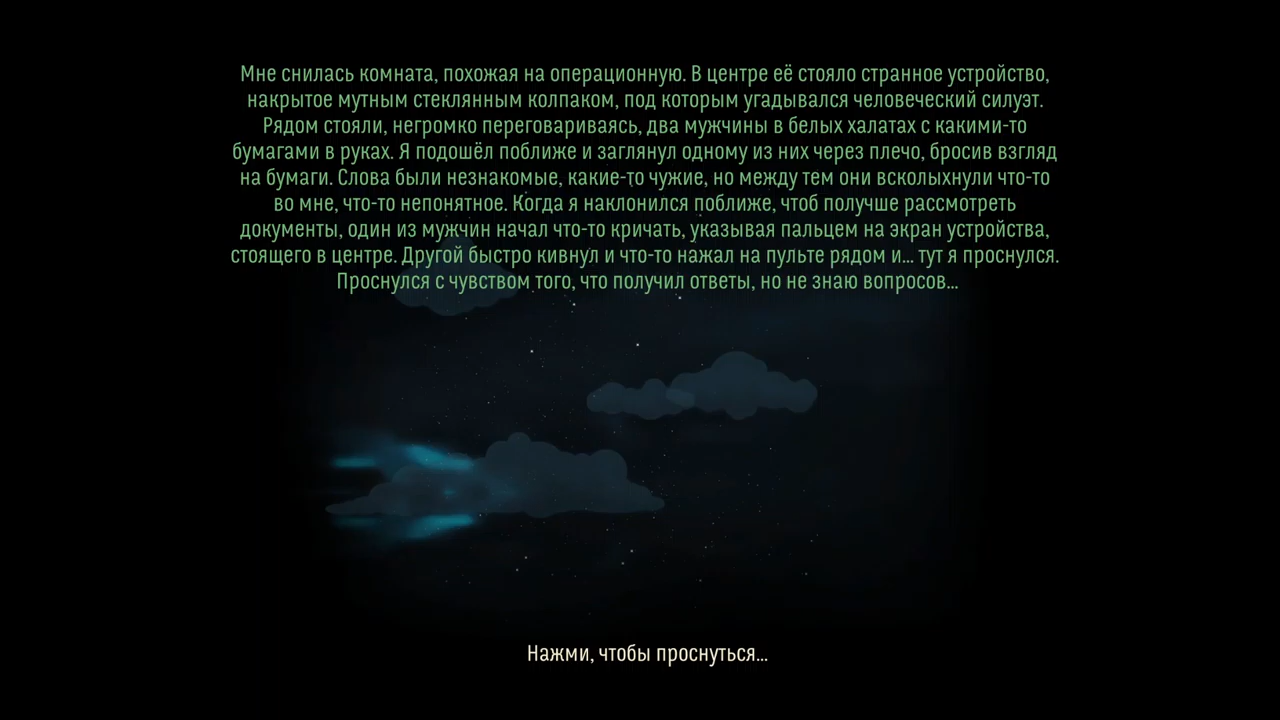 Мне снилась комната, похожая на операционную. В центре её стояло странное устройство,
накрытое мутным стеклянным колпаком, под которым угадывался человеческий силуэт.
Рядом стояли, негромко переговариваясь, два мужчины в белых халатах с какими-то
бумагами в руках. Я подошёл поближе и заглянул одному из них через плечо, бросив взгляд
на бумаги. Слова были незнакомые, какие-то чужие, но между тем они всколыхнули что-то
во мне, что-то непонятное. Когда я наклонился поближе, чтоб получше рассмотреть
документы, один из мужчин начал что-то кричать, указывая пальцем на экран устройства,
стоящего в центре. Другой быстро кивнул и что-то нажал на пульте рядом и... тут я проснулся.
Проснулся с чувством того, что получил ответы, но не знаю вопросов...
Нажми, чтобы проснуться...